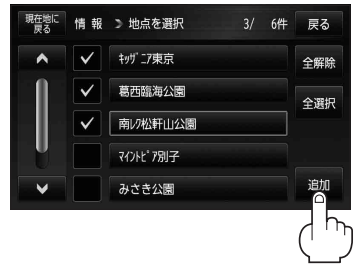 現在地に
戻る
情 報 地点を選択 3/ 6件 戻る
ｷｯｻﾞﾆｱ東京 全解除
葛西臨海公園
全選択
南ﾚｸ松軒山公園
ﾏｲﾝﾄﾋﾟｱ別子
みさき公園 追加